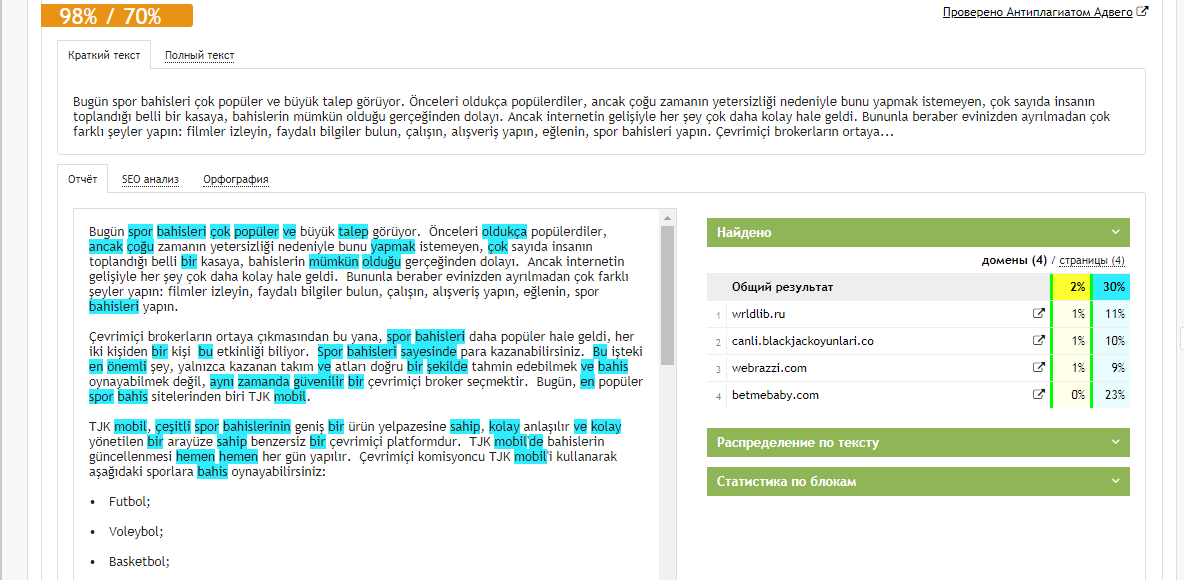 98% / 70%
Проверено Антиплагиатом Адвего
Краткий текст
Полный текст
Bugün spor bahisleri çok popüler ve büyük talep görüyor. Önceleri oldukça popülerdiler, ancak çoğu zamanın yetersizliği nedeniyle bunu yapmak istemeyen, çok sayıda insanın
toplandığı belli bir kasaya, bahislerin mümkün olduğu gerçeğinden dolayı. Ancak internetin gelişiyle her şey çok daha kolay hale geldi. Bununla beraber evinizden ayrılmadan çok
farklı şeyler yapın: filmler izleyin, faydalı bilgiler bulun, çalışın, alışveriş yapın, eğlenin, spor bahisleri yapın. Çevrimiçi brokerların ortaya...
Отчёт
SEO анализ
Орфография
Bugün spor bahisleri çok popüler ve büyük talep görüyor. Önceleri oldukça popülerdiler,
ancak çoğu zamanın yetersizliği nedeniyle bunu yapmak istemeyen, çok sayıda insanın
toplandığı belli bir kasaya, bahislerin mümkün olduğu gerçeğinden dolayı. Ancak internetin
gelişiyle her şey çok daha kolay hale geldi. Bununla beraber evinizden ayrılmadan çok farklı
şeyler yapın: filmler izleyin, faydalı bilgiler bulun, çalışın, alışveriş yapın, eğlenin, spor
bahisleri yapın.
Çevrimiçi brokerların ortaya çıkmasından bu yana, spor bahisleri daha popüler hale geldi, her
iki kişiden bir kişi bu etkinliği biliyor. Spor bahisleri sayesinde para kazanabilirsiniz. Bu işteki
en önemli şey, yalnızca kazanan takım ve atları doğru bir şekilde tahmin edebilmek ve bahis
oynayabilmek değil, aynı zamanda güvenilir bir çevrimiçi broker seçmektir. Bugün, en popüler
spor bahis sitelerinden biri TJK mobil.
TJK mobil, çeşitli spor bahislerinin geniş bir ürün yelpazesine sahip, kolay anlaşılır ve kolay
yönetilen bir arayüze sahip benzersiz bir çevrimiçi platformdur. TJK mobil'de bahislerin
güncellenmesi hemen hemen her gün yapılır. Çevrimiçi komisyoncu TJK mobil'i kullanarak
aşağıdaki sporlara bahis oynayabilirsiniz:
• Futbol;
• Voleybol;
• Basketbol;
Найдено
домены (4) / страницы (4)
Общий результат 2% 30%
1 wrldlib.ru 1% 11%
2 canli.blackjackoyunlari.co 1% 10%
3 webrazzi.com 1% 9%
4 betmebaby.com 0% 23%
Распределение по тексту
Статистика по блокам